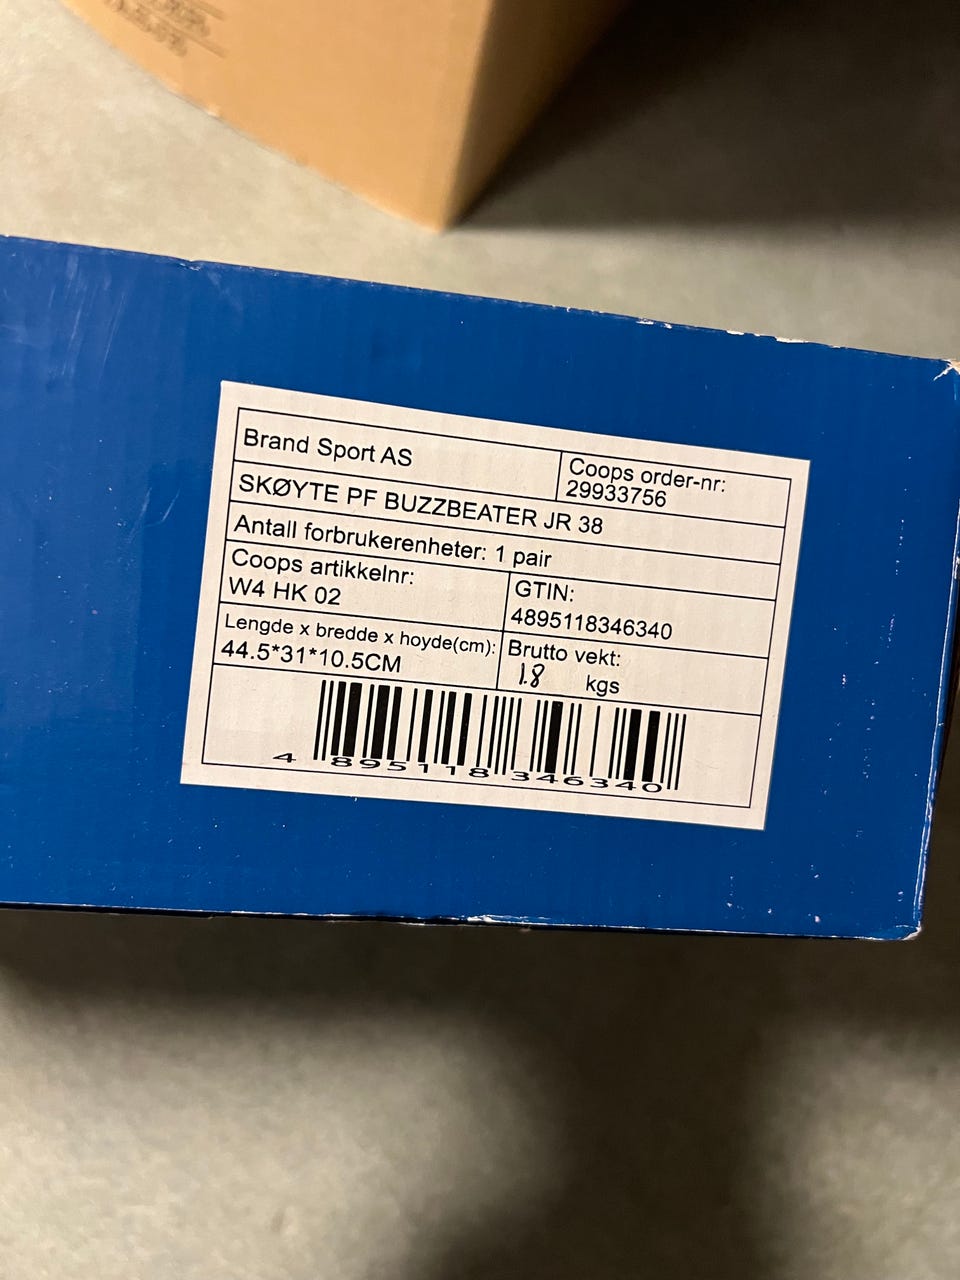 Brand Sport AS
Coops order-nr:
29933756
SKØYTE PF BUZZBEATER JR 38
Antall forbrukerenheter: 1 pair
Coops artikkelnr:
W4 HK 02
GTIN:
4895118346340
Lengde x bredde x hoyde(cm):
44.5*31*10.5CM
Brutto vekt:
1.8 kgs
4 895118 346340